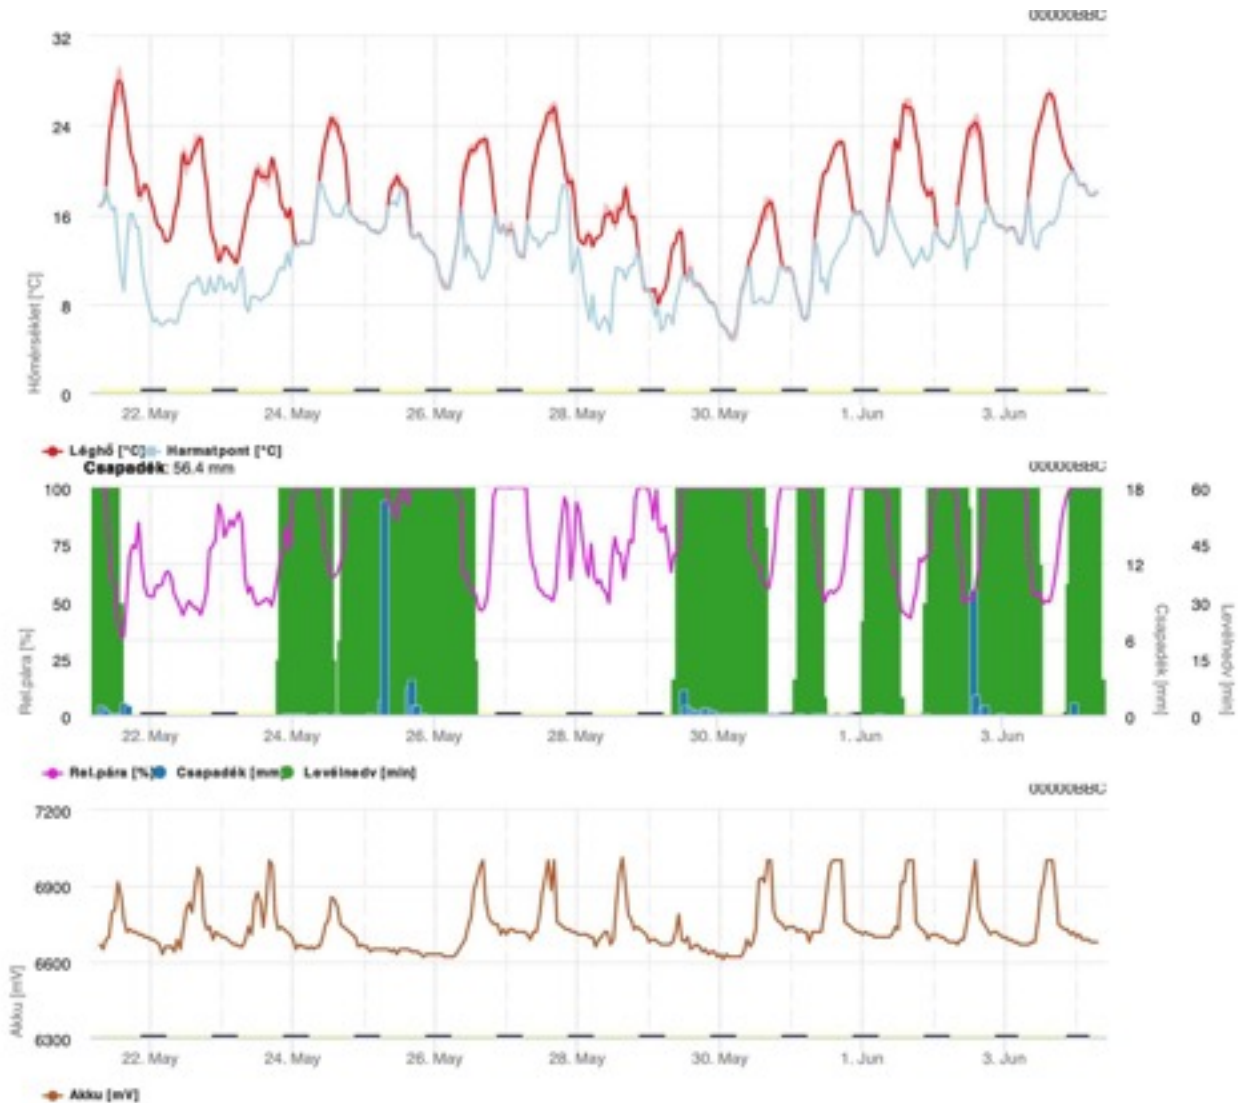 00000BBC
32
24
16
8
0
Hőmérséklet [°C]
22. May 24. May 26. May 28. May 30. May 1. Jun 3. Jun
Léghő [°C] Harmatpont [°C]
Csapadék: 56.4 mm
00000BBC
100 18 60
75 12 45
50 6 30
25 0 15
0 0
Rel.pára [%] Csapadék [mm] Levélnedv [min]
22. May 24. May 26. May 28. May 30. May 1. Jun 3. Jun
Rel.pára [%] Csapadék [mm] Levélnedv [min]
00000BBC
7200
6900
6600
6300
Akku [mV]
22. May 24. May 26. May 28. May 30. May 1. Jun 3. Jun
Akku [mV]